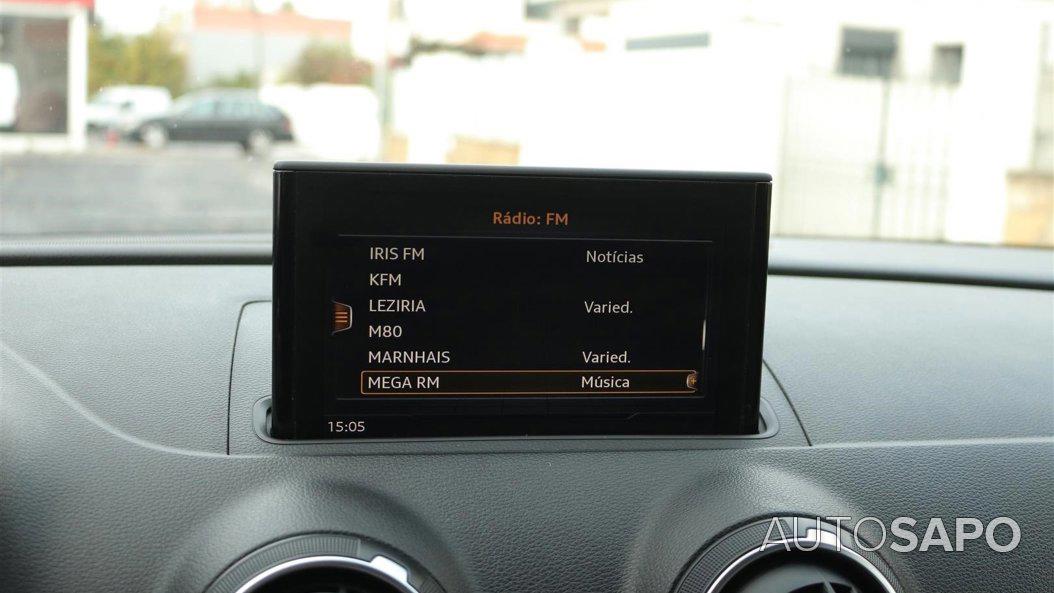 Rádio: FM
IRIS FM Notícias
KFM
LEZIRIA Varied.
M80
MARNHAIS Varied.
MEGA RM Música
15:05
AUTOSAPO